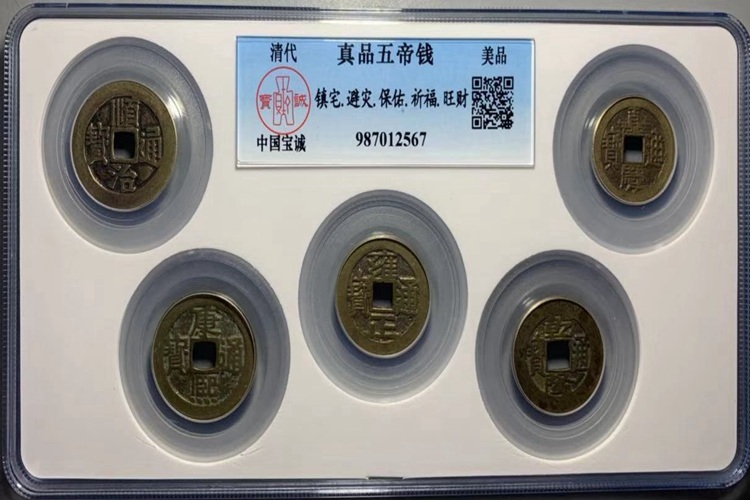 清代 真品五帝钱 美品
寶 誠
镇宅.避灾.保佑.祈福.旺财
中国宝诚 987012567
順治通寶
嘉慶通寶
康熙通寶
雍正通寶
乾隆通寶